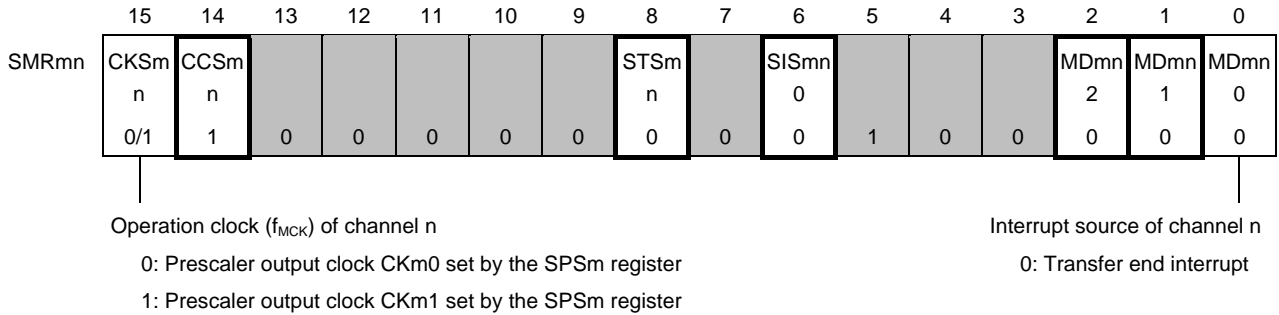 15 14 13 12 11 10 9 8 7 6 5 4 3 2 1 0
SMRmn CKSm CCSm STSm SISmn MDmn MDmn MDmn
n n n 0 2 1 0
0/1 1 0 0 0 0 0 0 0 0 1 0 0 0 0 0
Operation clock (fMCK) of channel n Interrupt source of channel n
0: Prescaler output clock CKm0 set by the SPSm register 0: Transfer end interrupt
1: Prescaler output clock CKm1 set by the SPSm register